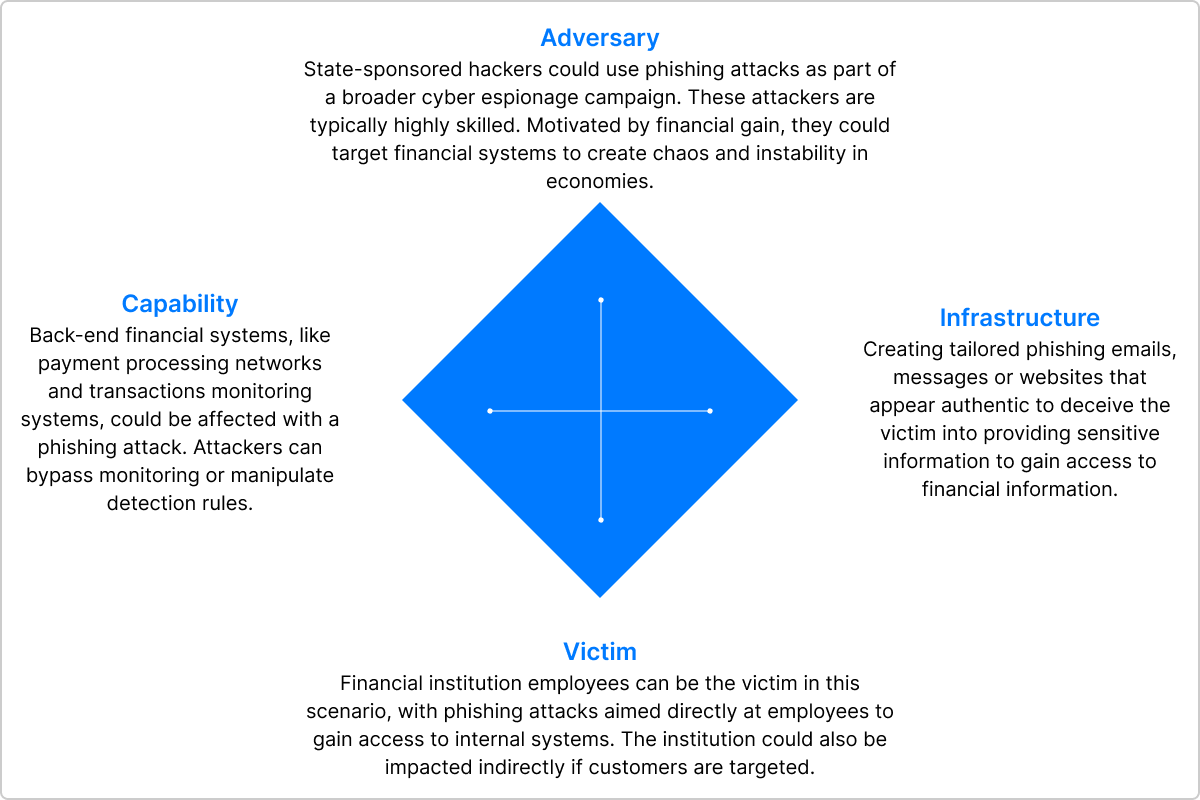 Adversary
State-sponsored hackers could use phishing attacks as part of
a broader cyber espionage campaign. These attackers are
typically highly skilled. Motivated by financial gain, they could
target financial systems to create chaos and instability in
economies.
Capability
Back-end financial systems, like
payment processing networks
and transactions monitoring
systems, could be affected with a
phishing attack. Attackers can
bypass monitoring or manipulate
detection rules.
Infrastructure
Creating tailored phishing emails,
messages or websites that
appear authentic to deceive the
victim into providing sensitive
information to gain access to
financial information.
Victim
Financial institution employees can be the victim in this
scenario, with phishing attacks aimed directly at employees to
gain access to internal systems. The institution could also be
impacted indirectly if customers are targeted.